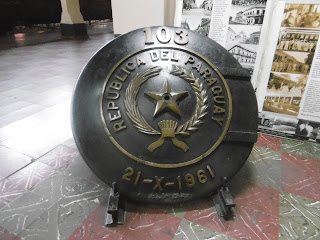 103
REPUBLICA DEL PARAGUAY
21-X-1961